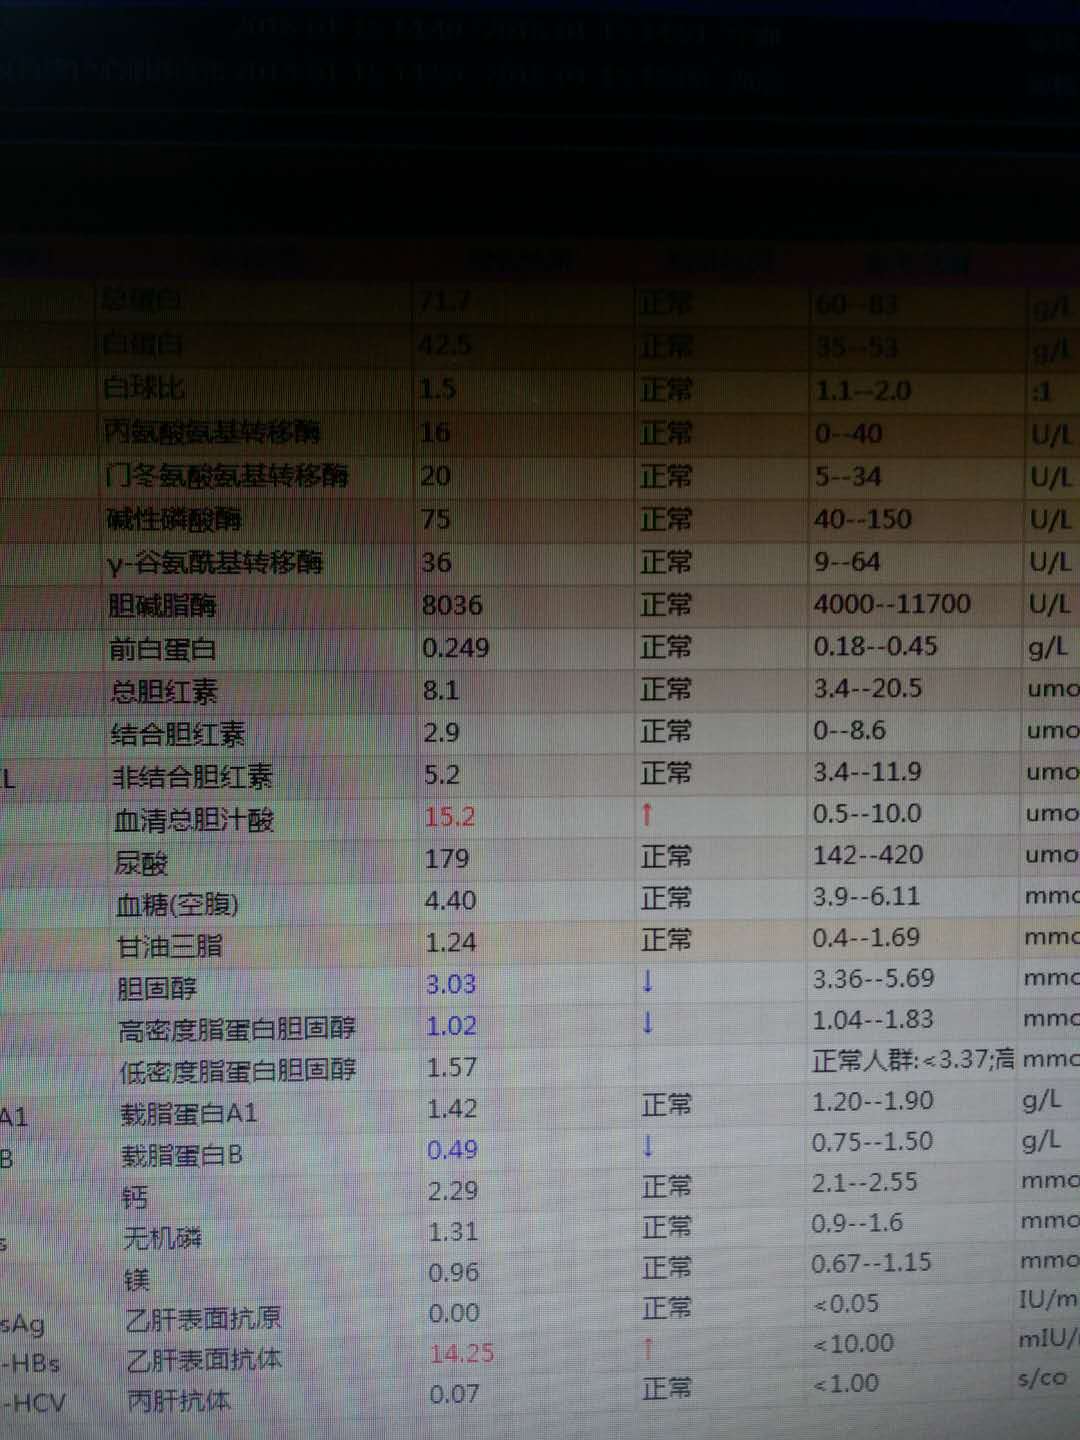 总蛋白 71.7 正常 60--83 g/L
白蛋白 42.5 正常 35--53 g/L
白球比 1.5 正常 1.1--2.0 :1
丙氨酸氨基转移酶 16 正常 0--40 U/L
门冬氨酸氨基转移酶 20 正常 5--34 U/L
碱性磷酸酶 75 正常 40--150 U/L
γ-谷氨酰基转移酶 36 正常 9--64 U/L
胆碱脂酶 8036 正常 4000--11700 U/L
前白蛋白 0.249 正常 0.18--0.45 g/L
总胆红素 8.1 正常 3.4--20.5 umo
结合胆红素 2.9 正常 0--8.6 umo
L 非结合胆红素 5.2 正常 3.4--11.9 umo
血清总胆汁酸 15.2 ↑ 0.5--10.0 umo
尿酸 179 正常 142--420 umo
血糖(空腹) 4.40 正常 3.9--6.11 mmo
甘油三脂 1.24 正常 0.4--1.69 mmo
胆固醇 3.03 ↓ 3.36--5.69 mmo
高密度脂蛋白胆固醇 1.02 ↓ 1.04--1.83 mmo
低密度脂蛋白胆固醇 1.57 正常人群:<3.37;高 mmo
A1 载脂蛋白A1 1.42 正常 1.20--1.90 g/L
B 载脂蛋白B 0.49 ↓ 0.75--1.50 g/L
钙 2.29 正常 2.1--2.55 mmo
s 无机磷 1.31 正常 0.9--1.6 mmo
镁 0.96 正常 0.67--1.15 mmo
sAg 乙肝表面抗原 0.00 正常 <0.05 IU/m
-HBs 乙肝表面抗体 14.25 ↑ <10.00 mIU/
-HCV 丙肝抗体 0.07 正常 <1.00 s/co